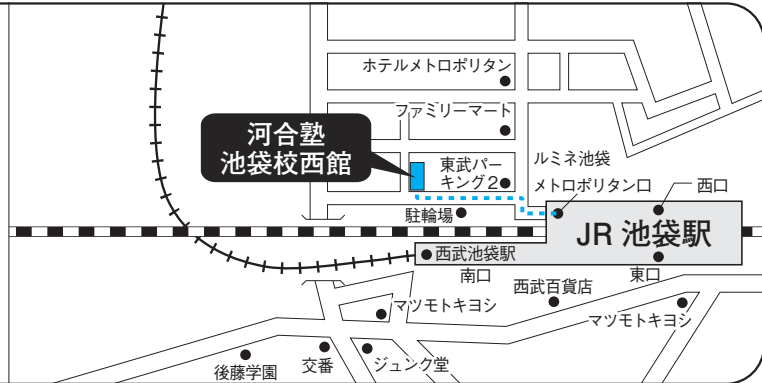 ホテルメトロポリタン
ファミリーマート
河合塾
池袋校西館
東武パー
キング2
ルミネ池袋
メトロポリタン口
西口
駐輪場
JR 池袋駅
西武池袋駅
南口
東口
西武百貨店
マツモトキヨシ
マツモトキヨシ
後藤学園
交番
ジュンク堂